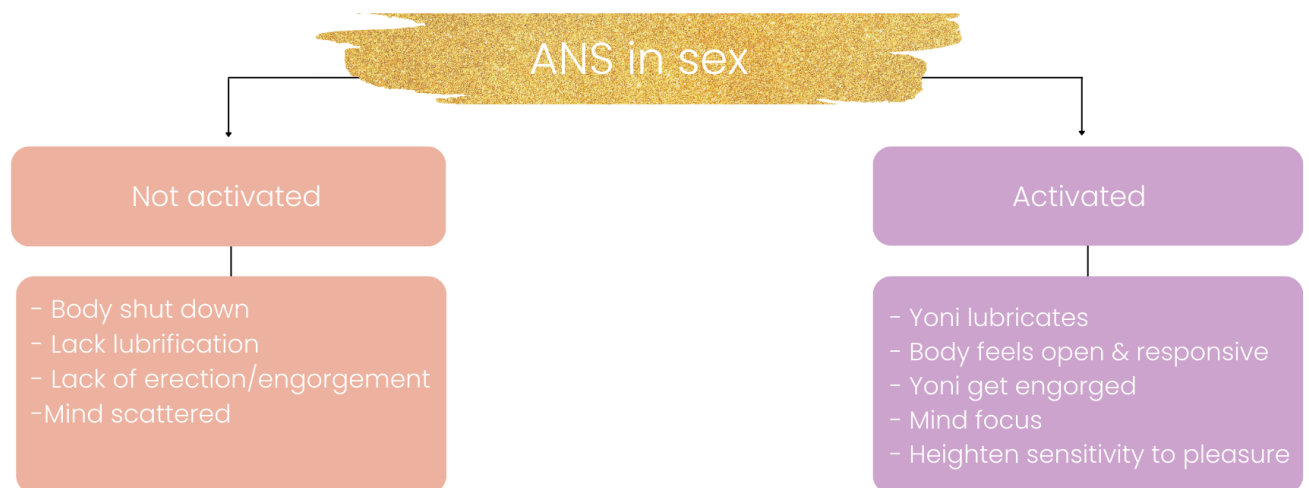 ANS in sex
Not activated
- Body shut down
- Lack lubrification
- Lack of erection/engorgement
-Mind scattered
Activated
- Yoni lubricates
- Body feels open & responsive
- Yoni get engorged
- Mind focus
- Heighten sensitivity to pleasure